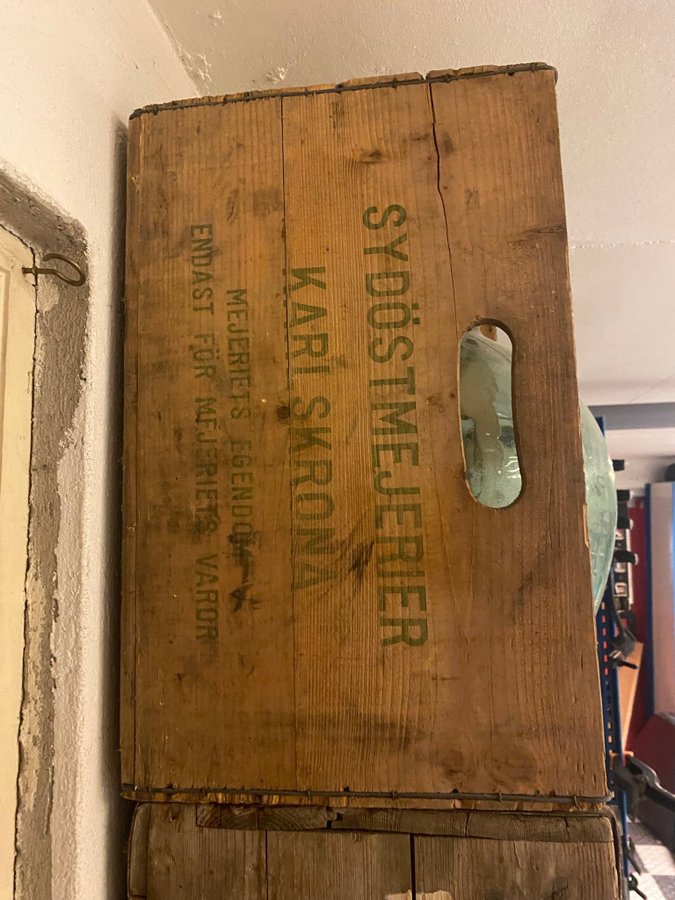 SYDÖSTMEJERIER
KARLSKRONA
MEJERIETS EGENDOM
ENDAST FÖR MEJERIETS VAROR